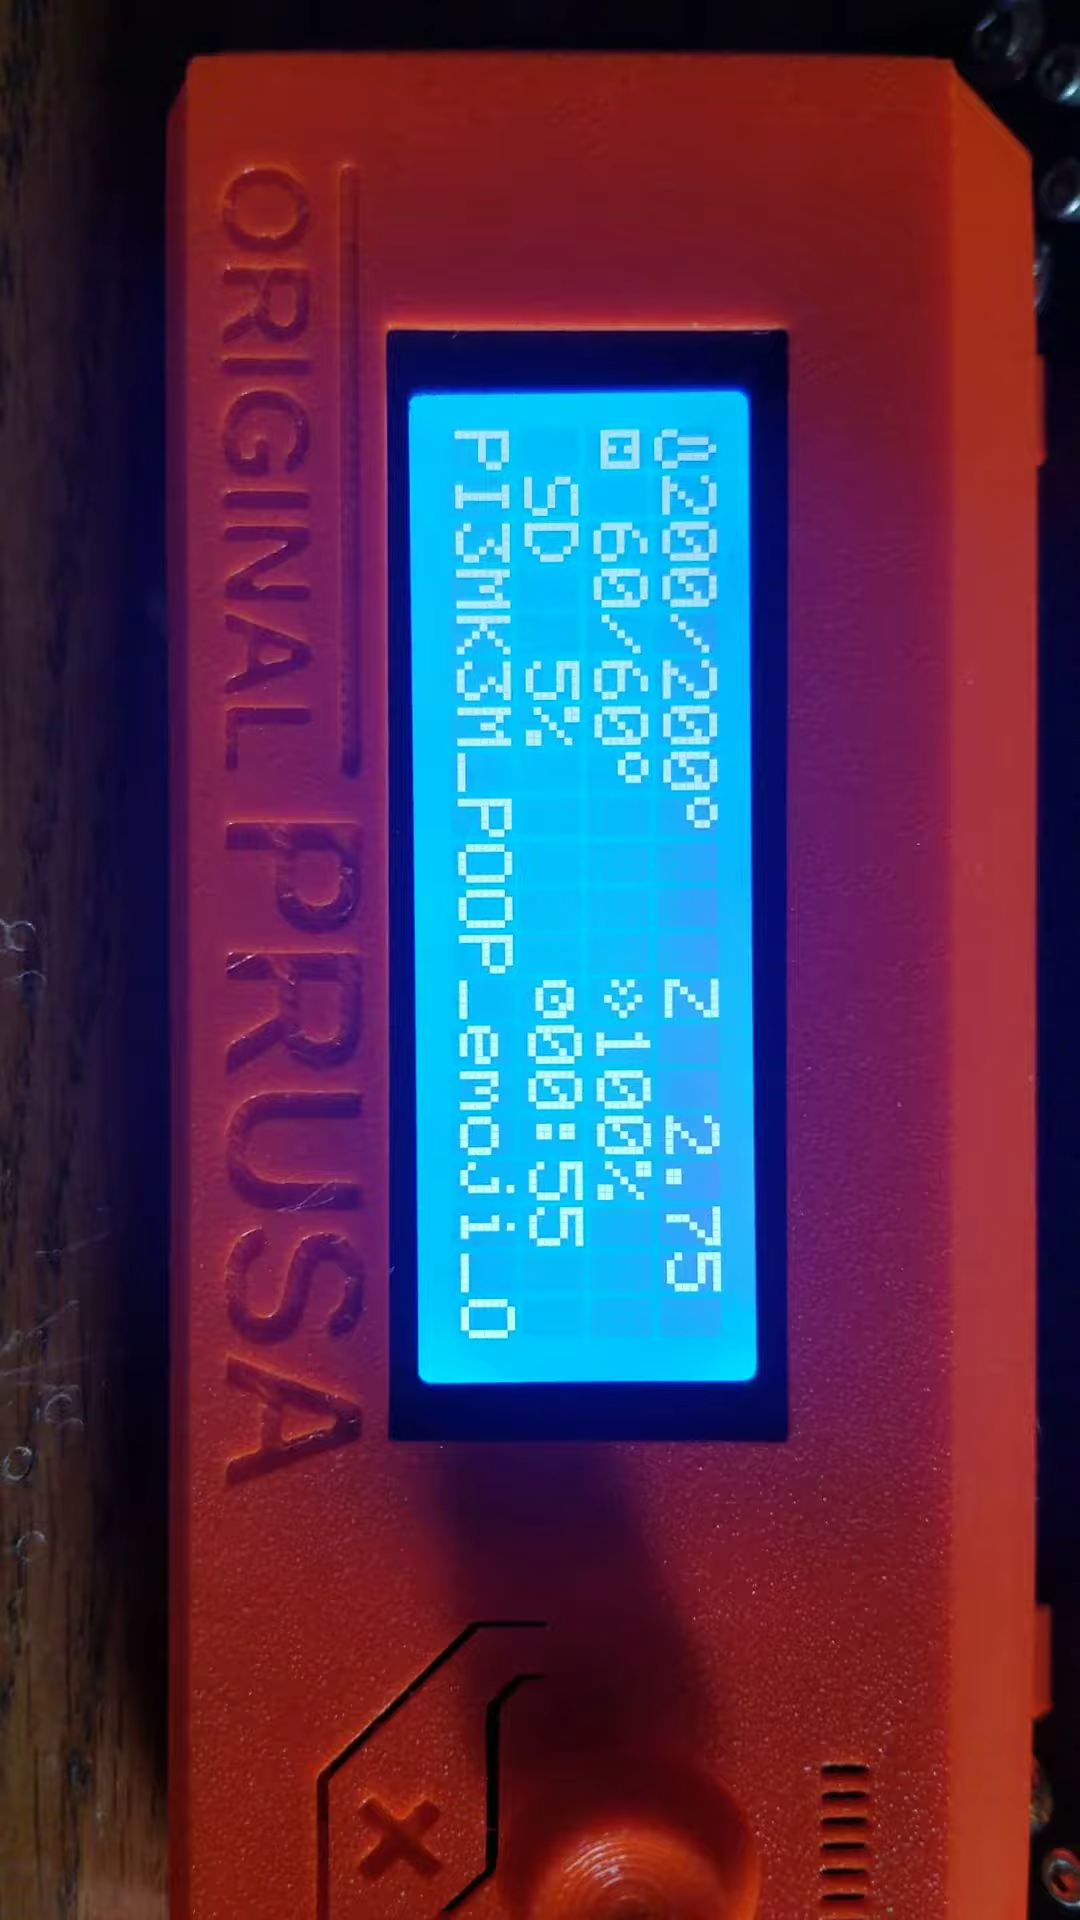 200/200° Z 2.75
60/60° 100%
SD 5% 00:55
PI3MK3M_POOP_emoji_0
ORIGINAL PRUSA